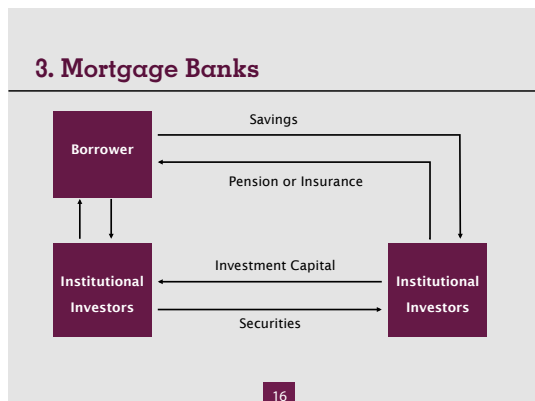 3. Mortgage Banks
Savings
Borrower
Pension or Insurance
Institutional
Investors
Investment Capital
Securities
Institutional
Investors
16